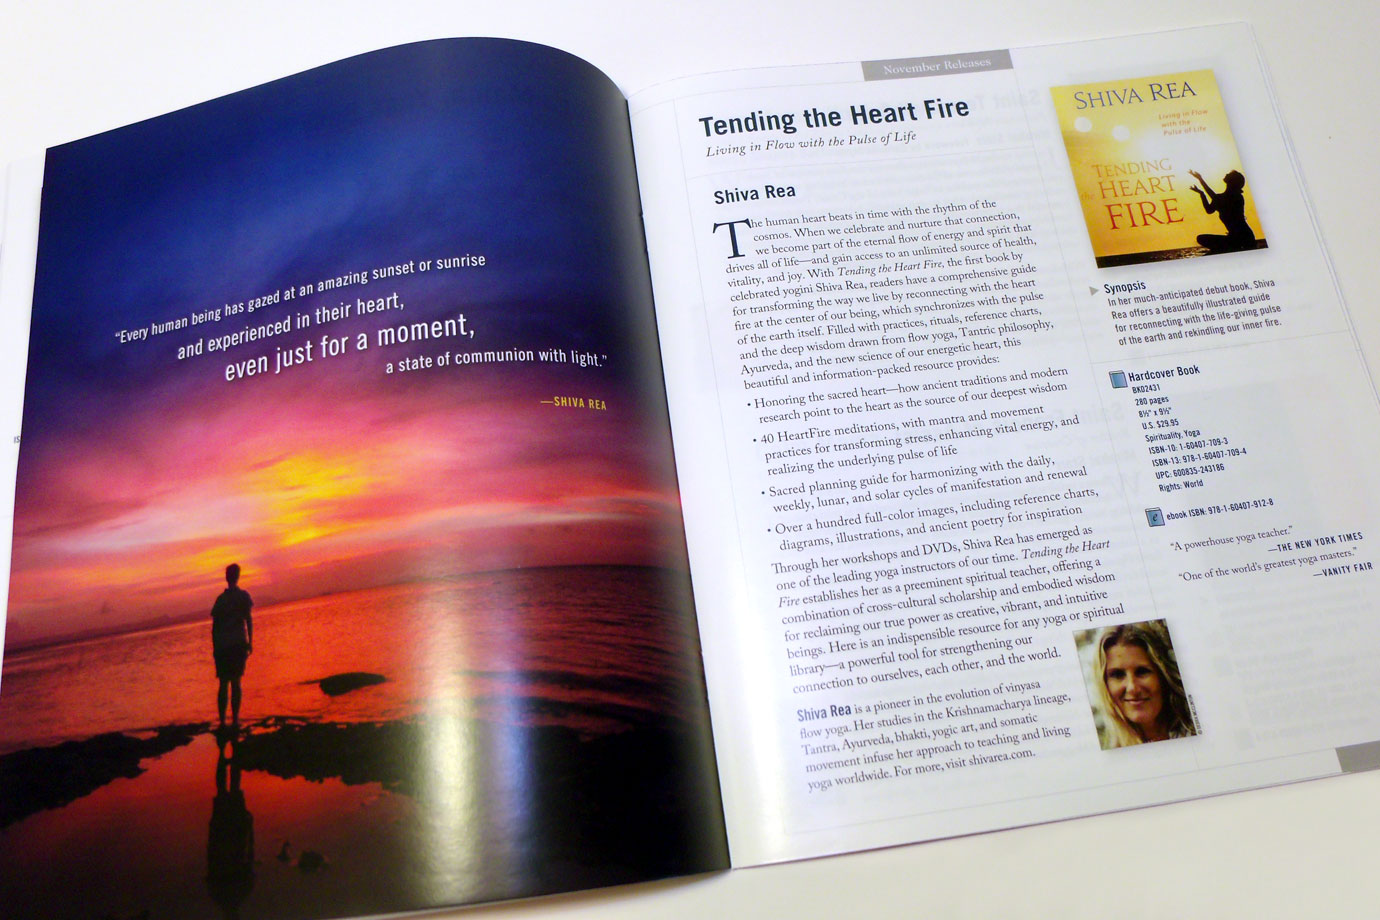 “Every human being has gazed at an amazing sunset or sunrise
and experienced in their heart,
even just for a moment,
a state of communion with light.”
—SHIVA REA
November Releases
Tending the Heart Fire
Living in Flow with the Pulse of Life
Shiva Rea
The human heart beats in time with the rhythm of the
cosmos. When we celebrate and nurture that connection,
we become part of the eternal flow of energy and spirit that
drives all of life—and gain access to an unlimited source of health,
vitality, and joy. With Tending the Heart Fire, the first book by
celebrated yogini Shiva Rea, readers have a comprehensive guide
for transforming the way we live by reconnecting with the heart
fire at the center of our being, which synchronizes with the pulse
of the earth itself. Filled with practices, rituals, reference charts,
and the deep wisdom drawn from flow yoga, Tantric philosophy,
Ayurveda, and the new science of our energetic heart, this
beautiful and information-packed resource provides:
• Honoring the sacred heart—how ancient traditions and modern
research point to the heart as the source of our deepest wisdom
• 40 HeartFire meditations, with mantra and movement
practices for transforming stress, enhancing vital energy, and
realizing the underlying pulse of life
• Sacred planning guide for harmonizing with the daily,
weekly, lunar, and solar cycles of manifestation and renewal
• Over a hundred full-color images, including reference charts,
diagrams, illustrations, and ancient poetry for inspiration
Through her workshops and DVDs, Shiva Rea has emerged as
one of the leading yoga instructors of our time. Tending the Heart
Fire establishes her as a preeminent spiritual teacher, offering a
combination of cross-cultural scholarship and embodied wisdom
for reclaiming our true power as creative, vibrant, and intuitive
beings. Here is an indispensible resource for any yoga or spiritual
library—a powerful tool for strengthening our
connection to ourselves, each other, and the world.
Shiva Rea is a pioneer in the evolution of vinyasa
flow yoga. Her studies in the Krishnamacharya lineage,
Tantra, Ayurveda, bhakti, yogic art, and somatic
movement infuse her approach to teaching and living
yoga worldwide. For more, visit shivarea.com.
SHIVA REA
Living in Flow
with the
Pulse of Life
TENDING
the HEART
FIRE
Synopsis
In her much-anticipated debut book, Shiva
Rea offers a beautifully illustrated guide
for reconnecting with the life-giving pulse
of the earth and rekindling our inner fire.
Hardcover Book
BK02431
280 pages
8½" x 9½"
U.S. $29.95
Spirituality, Yoga
ISBN-10: 1-60407-709-3
ISBN-13: 978-1-60407-709-4
UPC: 600835-243186
Rights: World
e ebook ISBN: 978-1-60407-912-8
“A powerhouse yoga teacher.”
—THE NEW YORK TIMES
“One of the world’s greatest yoga masters.”
—VANITY FAIR